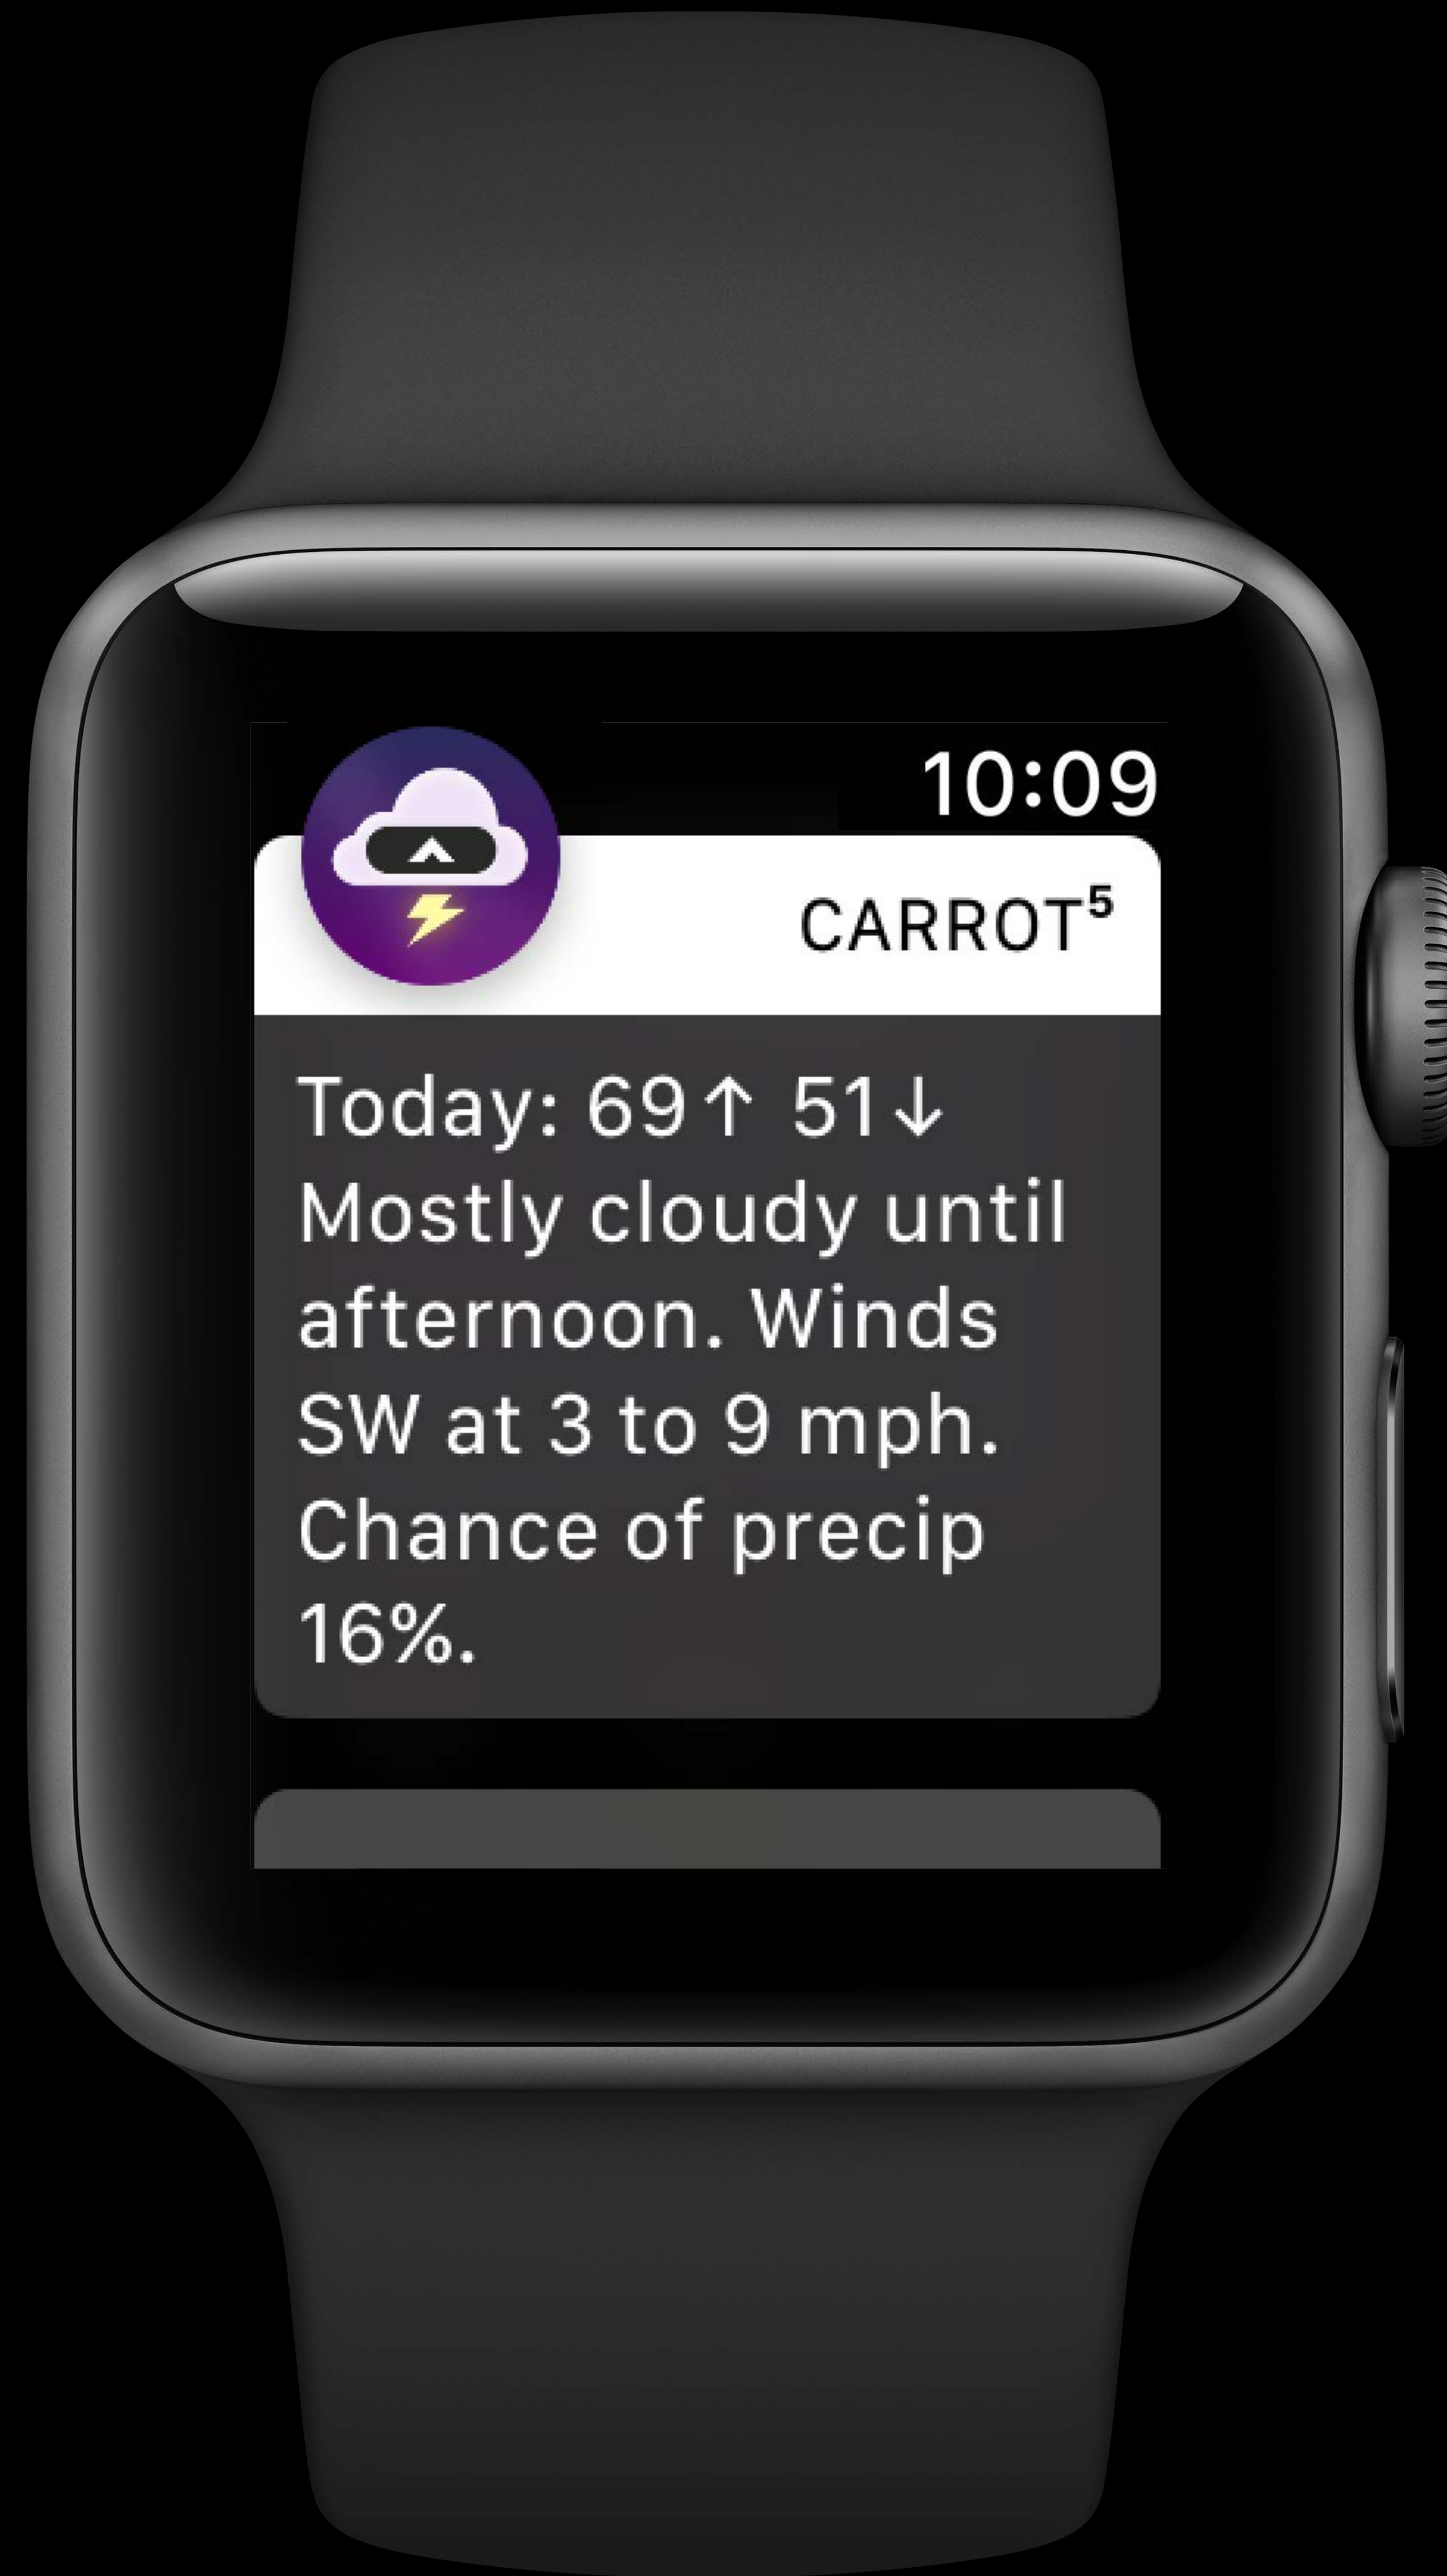 10:09
CARROT⁵
Today: 69↑ 51↓
Mostly cloudy until
afternoon. Winds
SW at 3 to 9 mph.
Chance of precip
16%.